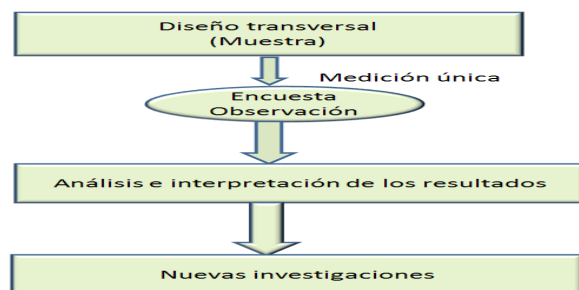 Diseño transversal
(Muestra)
Medición única
Encuesta
Observación
Análisis e interpretación de los resultados
Nuevas investigaciones